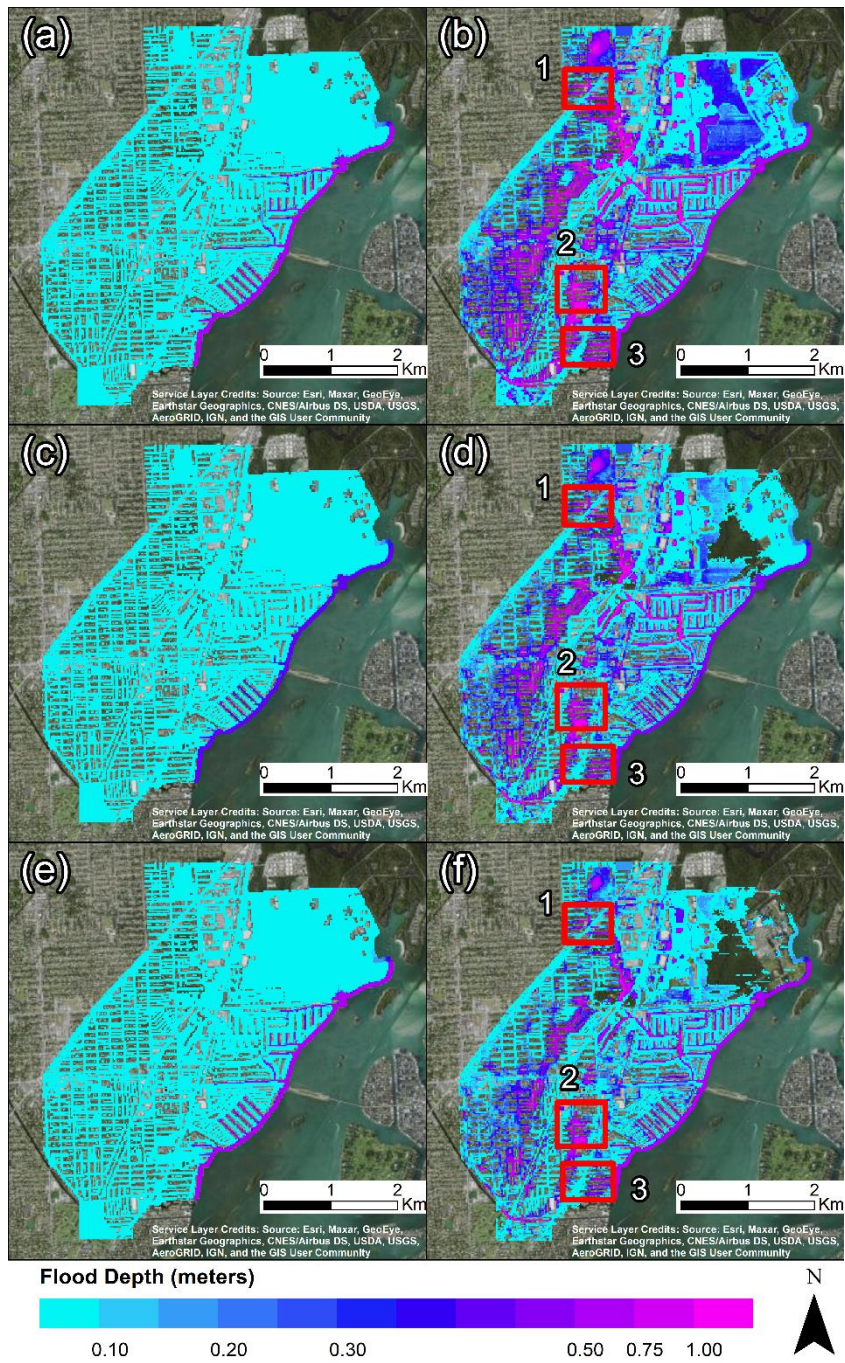 (a)
0 1 2
Km
Service Layer Credits: Source: Esri, Maxar, GeoEye,
Earthstar Geographics, CNES/Airbus DS, USDA, USGS,
AeroGRID, IGN, and the GIS User Community
(b)
1
2
3
0 1 2
Km
Service Layer Credits: Source: Esri, Maxar, GeoEye,
Earthstar Geographics, CNES/Airbus DS, USDA, USGS,
AeroGRID, IGN, and the GIS User Community
(c)
0 1 2
Km
Service Layer Credits: Source: Esri, Maxar, GeoEye,
Earthstar Geographics, CNES/Airbus DS, USDA, USGS,
AeroGRID, IGN, and the GIS User Community
(d)
1
2
3
0 1 2
Km
Service Layer Credits: Source: Esri, Maxar, GeoEye,
Earthstar Geographics, CNES/Airbus DS, USDA, USGS,
AeroGRID, IGN, and the GIS User Community
(e)
0 1 2
Km
Service Layer Credits: Source: Esri, Maxar, GeoEye,
Earthstar Geographics, CNES/Airbus DS, USDA, USGS,
AeroGRID, IGN, and the GIS User Community
(f)
1
2
3
0 1 2
Km
Service Layer Credits: Source: Esri, Maxar, GeoEye,
Earthstar Geographics, CNES/Airbus DS, USDA, USGS,
AeroGRID, IGN, and the GIS User Community
Flood Depth (meters)
N
0.10 0.20 0.30 0.50 0.75 1.00